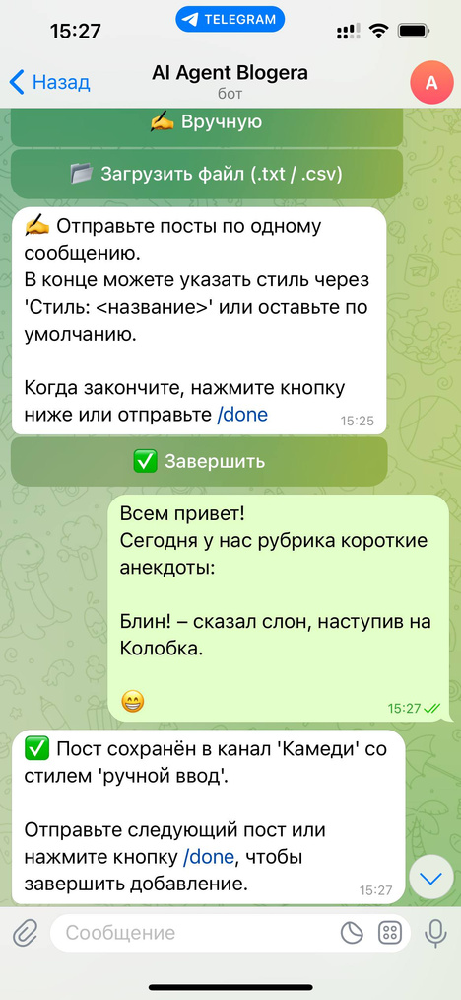 15:27
TELEGRAM
Назад
AI Agent Blogera
бот
A
✍️ Вручную
📂 Загрузить файл (.txt / .csv)
✍️ Отправьте посты по одному
сообщению.
В конце можете указать стиль через
'Стиль: <название>' или оставьте по
умолчанию.
Когда закончите, нажмите кнопку
ниже или отправьте /done
15:25
✅ Завершить
Всем привет!
Сегодня у нас рубрика короткие
анекдоты:
Блин! – сказал слон, наступив на
Колобка.
😁
15:27
✅ Пост сохранён в канал 'Камеди' со
стилем 'ручной ввод'.
Отправьте следующий пост или
нажмите кнопку /done, чтобы
завершить добавление.
15:27
Сообщение